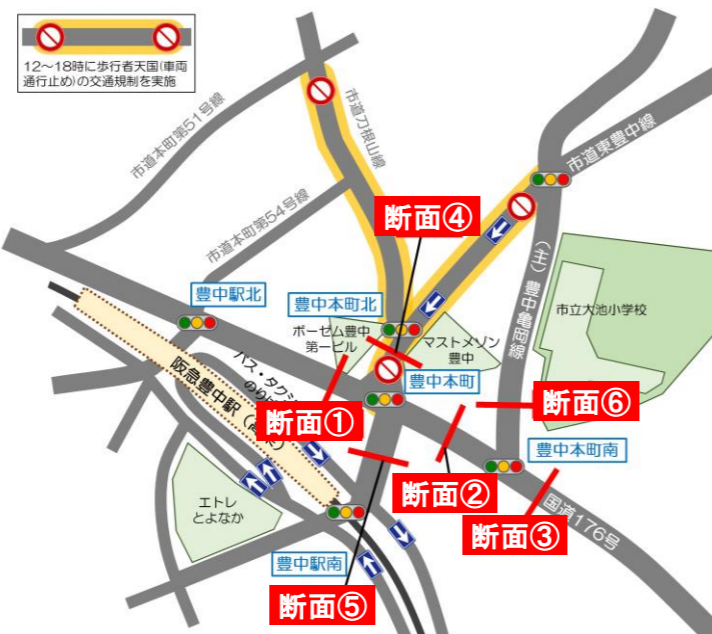 12～18時に歩行者天国(車両
通行止め)の交通規制を実施
市道本町第51号線
市道刀根山線
市道東豊中線
断面④
市道本町第54号線
(主)豊中亀岡線
豊中駅北
豊中本町北
市立大池小学校
ボーゼム豊中
第一ビル
マストメゾン
豊中
バス・タクシー
のり
阪急豊中駅
豊中本町
断面⑥
断面①
豊中本町南
断面②
エトレ
とよなか
国道176号
断面③
豊中駅南
断面⑤